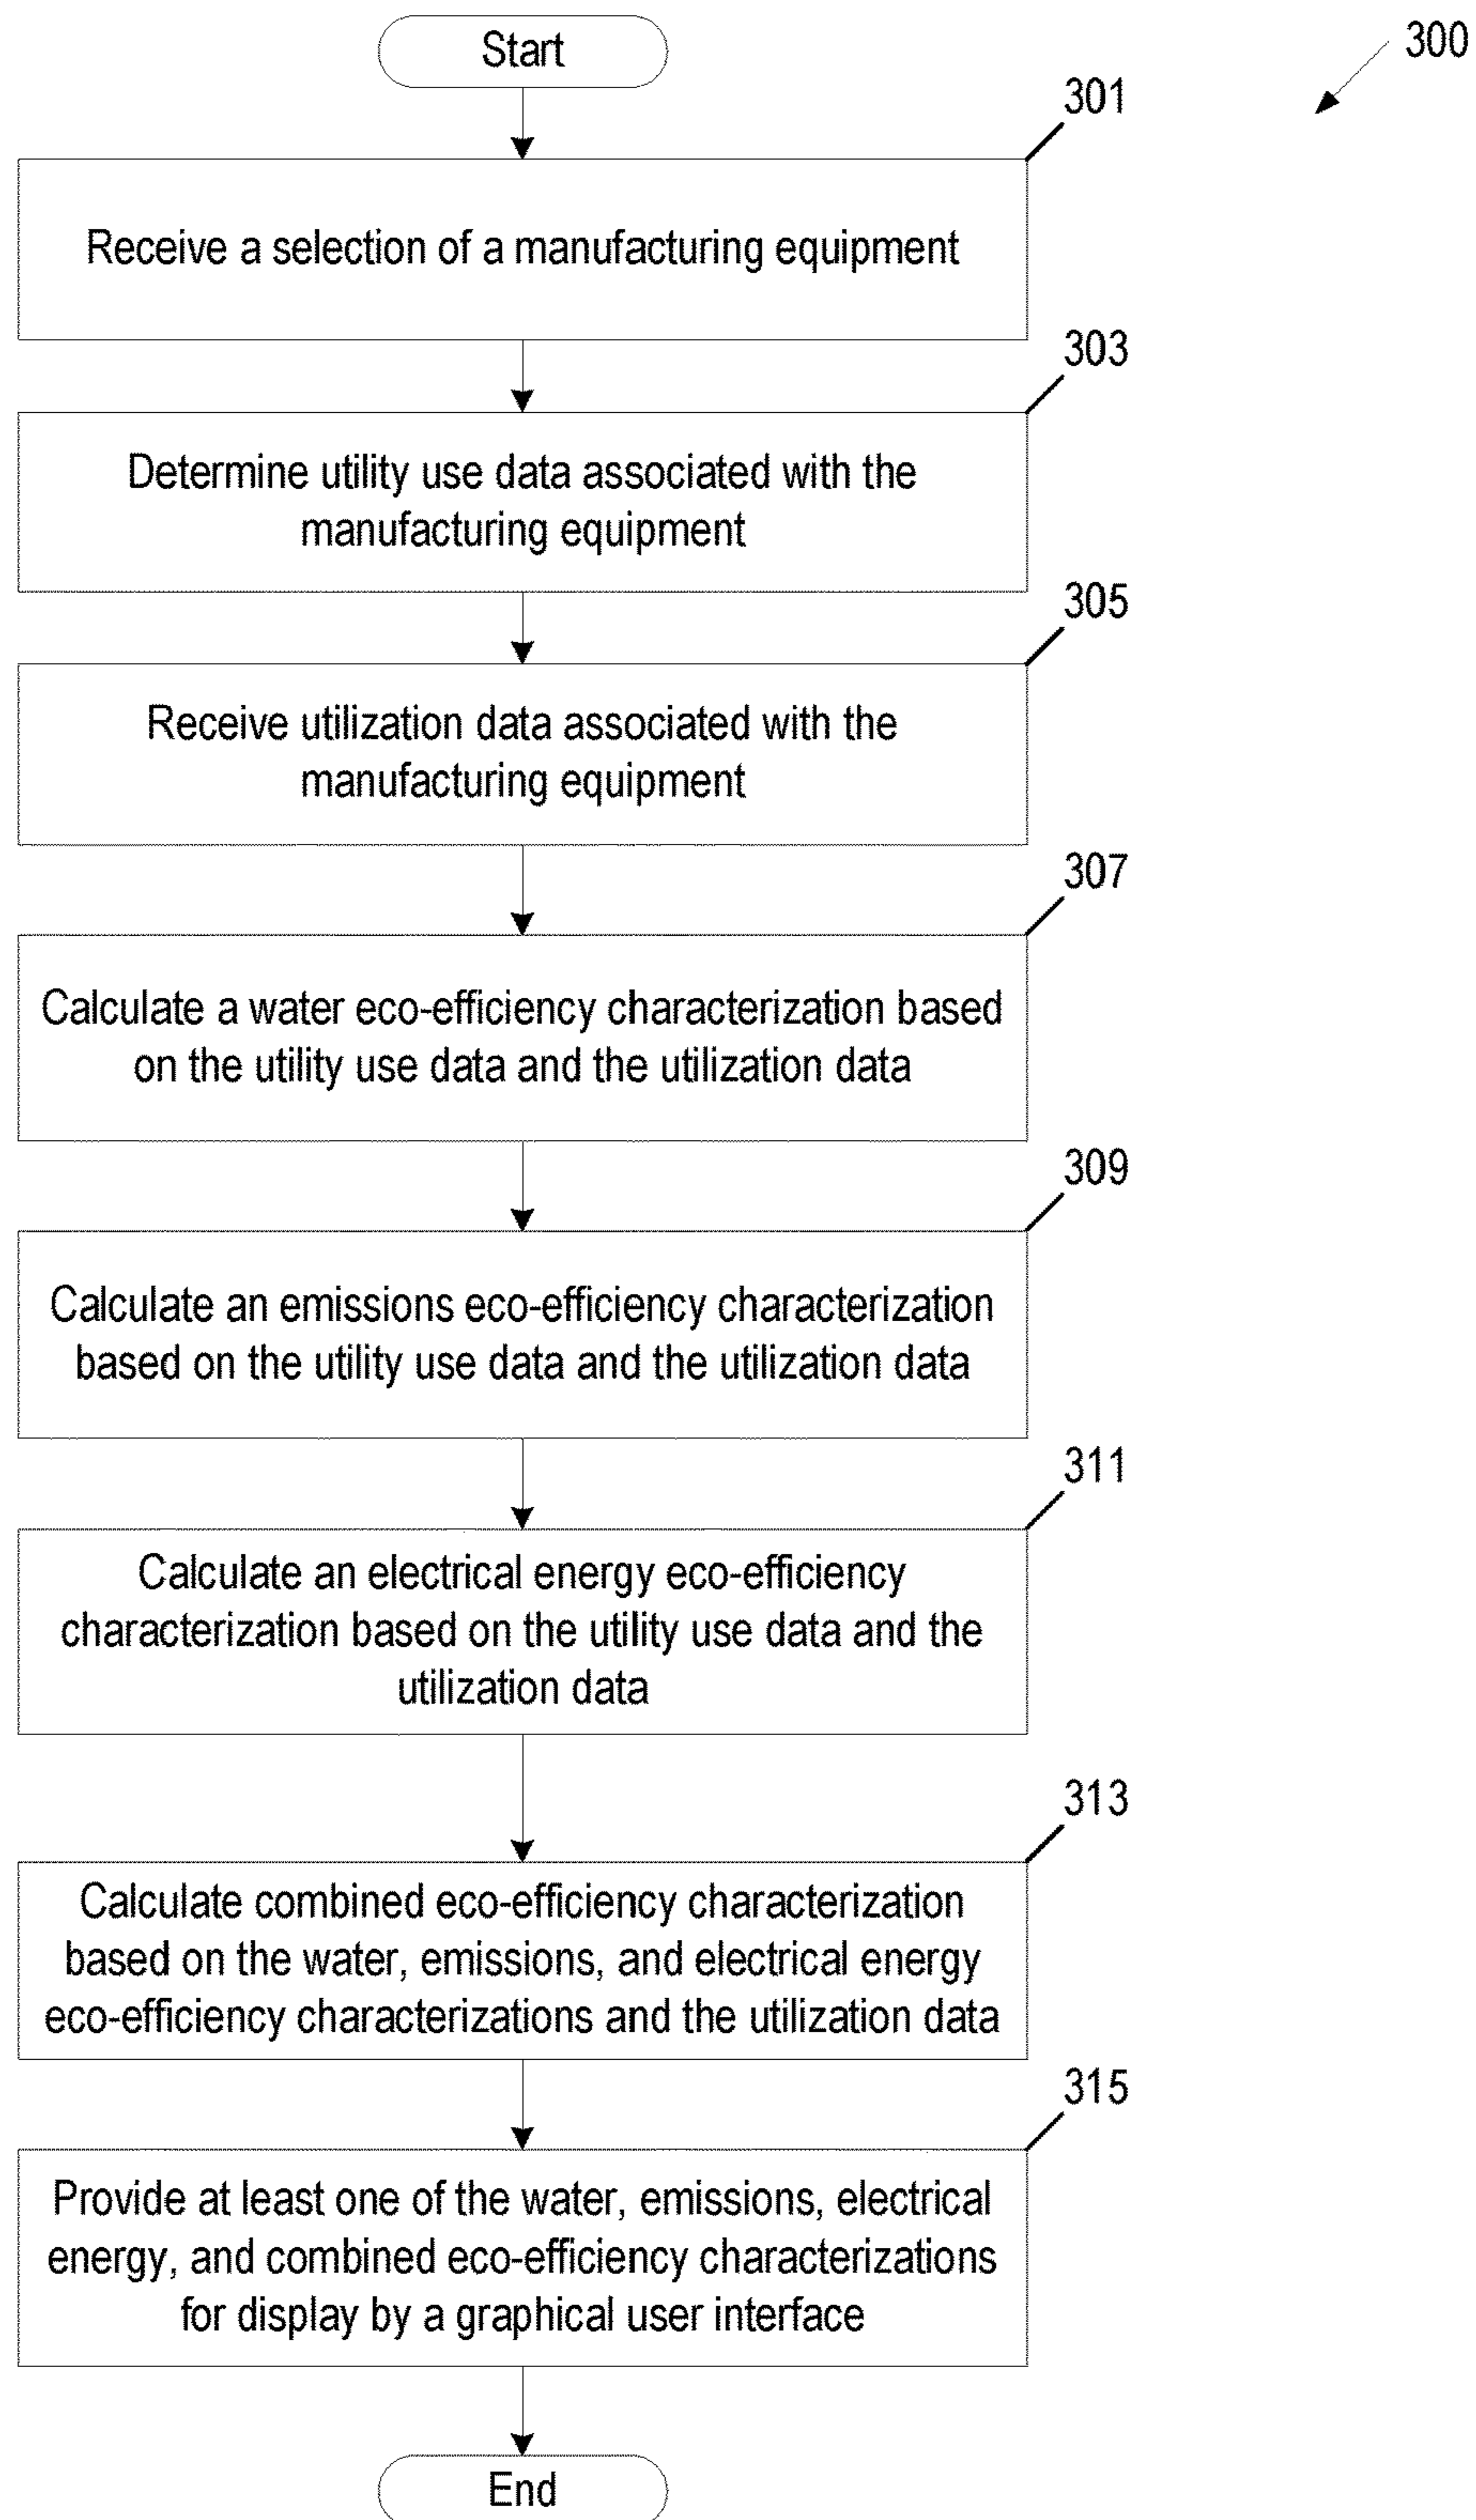 Start
300
301
Receive a selection of a manufacturing equipment
303
Determine utility use data associated with the
manufacturing equipment
305
Receive utilization data associated with the
manufacturing equipment
307
Calculate a water eco-efficiency characterization based
on the utility use data and the utilization data
309
Calculate an emissions eco-efficiency characterization
based on the utility use data and the utilization data
311
Calculate an electrical energy eco-efficiency
characterization based on the utility use data and the
utilization data
313
Calculate combined eco-efficiency characterization
based on the water, emissions, and electrical energy
eco-efficiency characterizations and the utilization data
315
Provide at least one of the water, emissions, electrical
energy, and combined eco-efficiency characterizations
for display by a graphical user interface
End